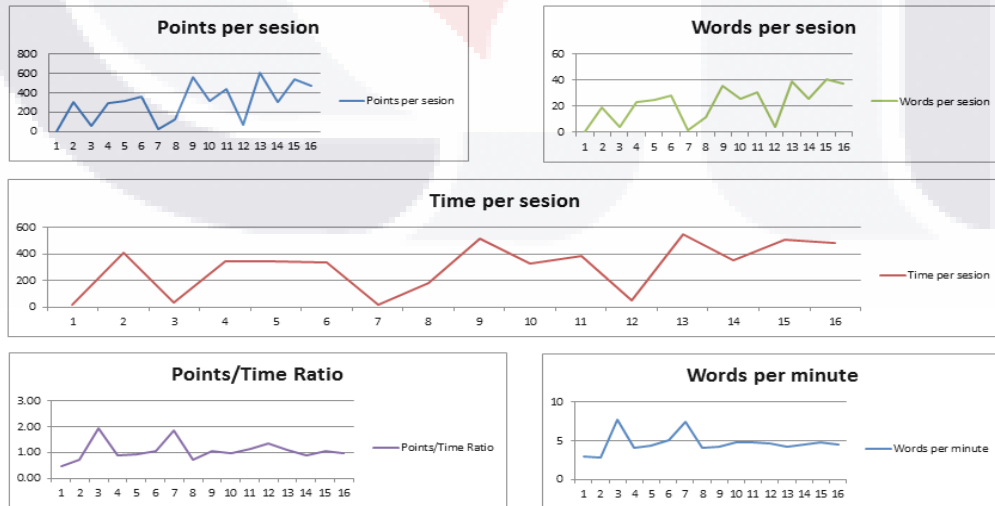 Points per sesion
800
600
400
200
0
1 2 3 4 5 6 7 8 9 10 11 12 13 14 15 16
Points per sesion
Words per sesion
60
40
20
0
1 2 3 4 5 6 7 8 9 10 11 12 13 14 15 16
Words per sesion
Time per sesion
600
400
200
0
1 2 3 4 5 6 7 8 9 10 11 12 13 14 15 16
Time per sesion
Points/Time Ratio
3.00
2.00
1.00
0.00
1 2 3 4 5 6 7 8 9 10 11 12 13 14 15 16
Points/Time Ratio
Words per minute
10
5
0
1 2 3 4 5 6 7 8 9 10 11 12 13 14 15 16
Words per minute